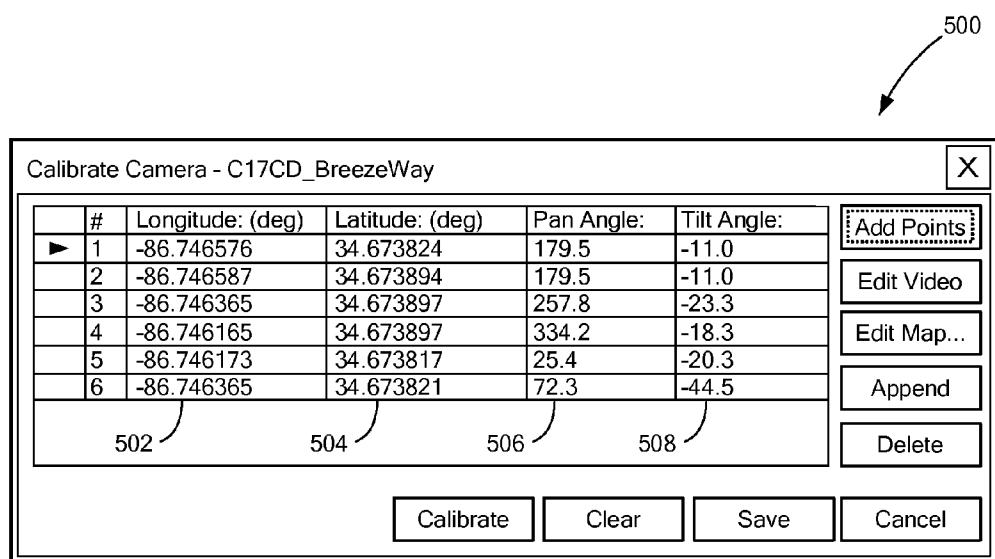 500
Calibrate Camera - C17CD_BreezeWay X
# Longitude: (deg) Latitude: (deg) Pan Angle: Tilt Angle: Add Points
1 -86.746576 34.673824 179.5 -11.0
2 -86.746587 34.673894 179.5 -11.0 Edit Video
3 -86.746365 34.673897 257.8 -23.3
4 -86.746165 34.673897 334.2 -18.3 Edit Map...
5 -86.746173 34.673817 25.4 -20.3
6 -86.746365 34.673821 72.3 -44.5 Append
502 504 506 508 Delete
Calibrate Clear Save Cancel